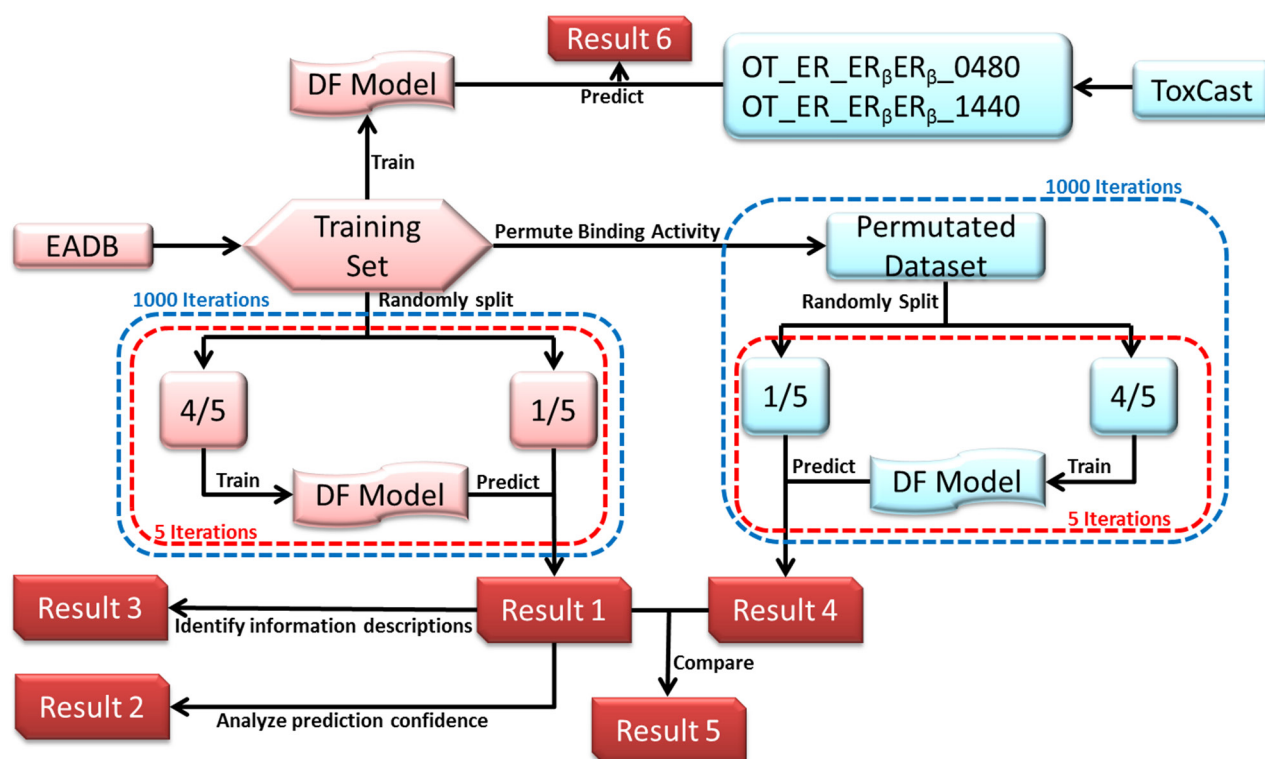 Result 6
DF Model
Predict
OT_ER_ERβERβ_0480
OT_ER_ERβERβ_1440
ToxCast
Train
1000 Iterations
EADB
Training
Set
Permute Binding Activity
Permutated
Dataset
1000 Iterations
Randomly split
Randomly Split
4/5
1/5
1/5
4/5
Train
DF Model
Predict
Predict
DF Model
Train
5 Iterations
5 Iterations
Result 3
Identify information descriptions
Result 1
Result 4
Compare
Result 2
Analyze prediction confidence
Result 5